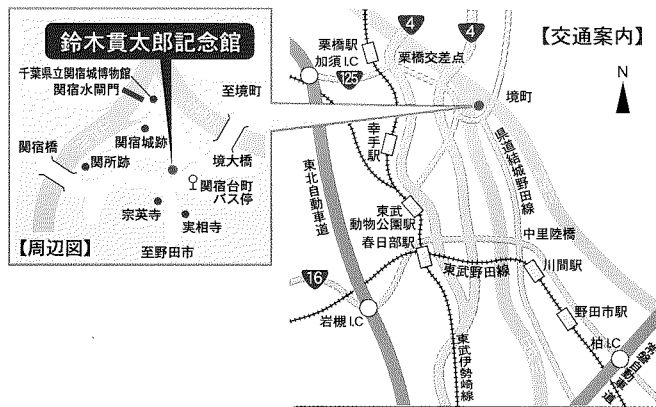 鈴木貫太郎記念館
千葉県立関宿城博物館
関宿水閘門
至境町
関宿城跡
関宿橋
関所跡
境大橋
関宿台町
バス停
宗英寺
実相寺
【周辺図】
至野田市
【交通案内】
N
4
4
栗橋駅
栗橋交差点
加須I.C
125
境町
幸手駅
県道結城野田線
東北自動車道
東武
動物公園駅
中里陸橋
春日部駅
川間駅
東武野田線
16
野田市駅
岩槻I.C
柏I.C
東武伊勢崎線
常磐自動車道